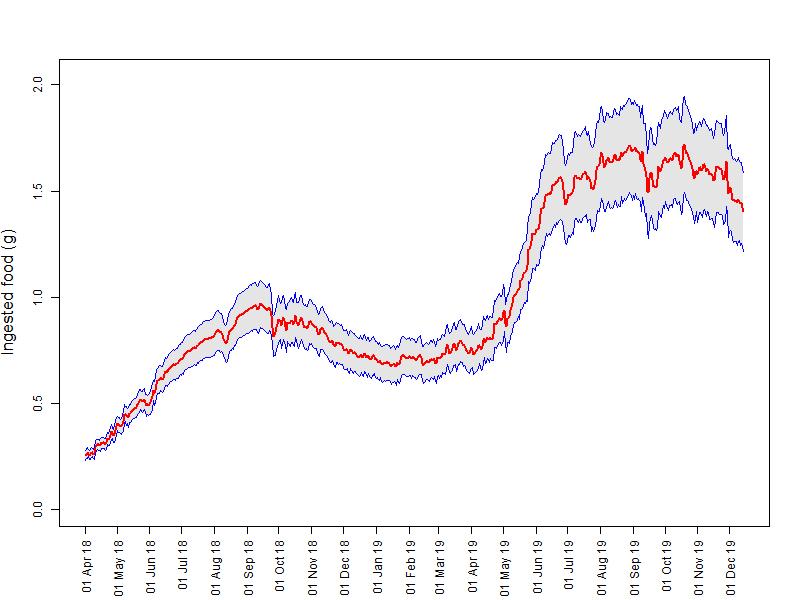 Ingested food (g)
2.0
1.5
1.0
0.5
0.0
01 Apr 18
01 May 18
01 Jun 18
01 Jul 18
01 Aug 18
01 Sep 18
01 Oct 18
01 Nov 18
01 Dec 18
01 Jan 19
01 Feb 19
01 Mar 19
01 Apr 19
01 May 19
01 Jun 19
01 Jul 19
01 Aug 19
01 Sep 19
01 Oct 19
01 Nov 19
01 Dec 19